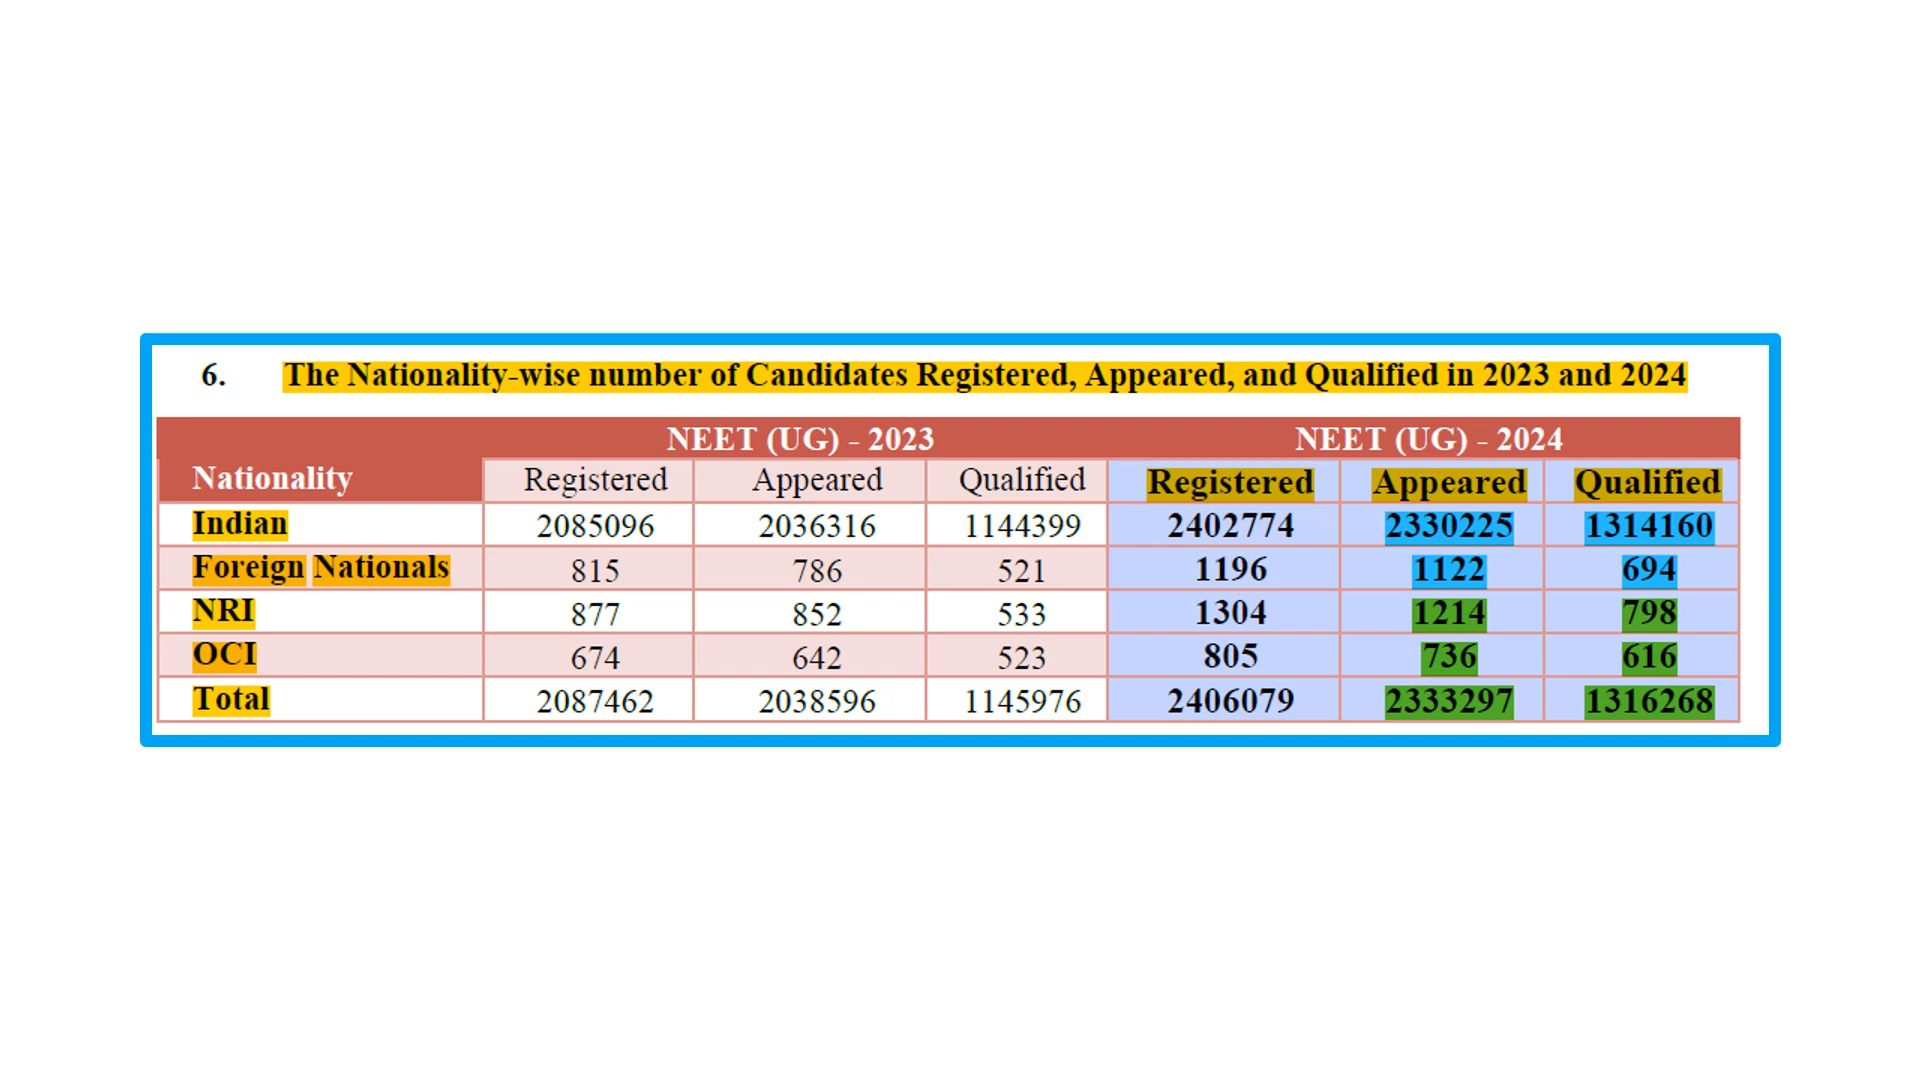 6. The Nationality-wise number of Candidates Registered, Appeared, and Qualified in 2023 and 2024
NEET (UG) - 2023 NEET (UG) - 2024
Nationality Registered Appeared Qualified Registered Appeared Qualified
Indian 2085096 2036316 1144399 2402774 2330225 1314160
Foreign Nationals 815 786 521 1196 1122 694
NRI 877 852 533 1304 1214 798
OCI 674 642 523 805 736 616
Total 2087462 2038596 1145976 2406079 2333297 1316268